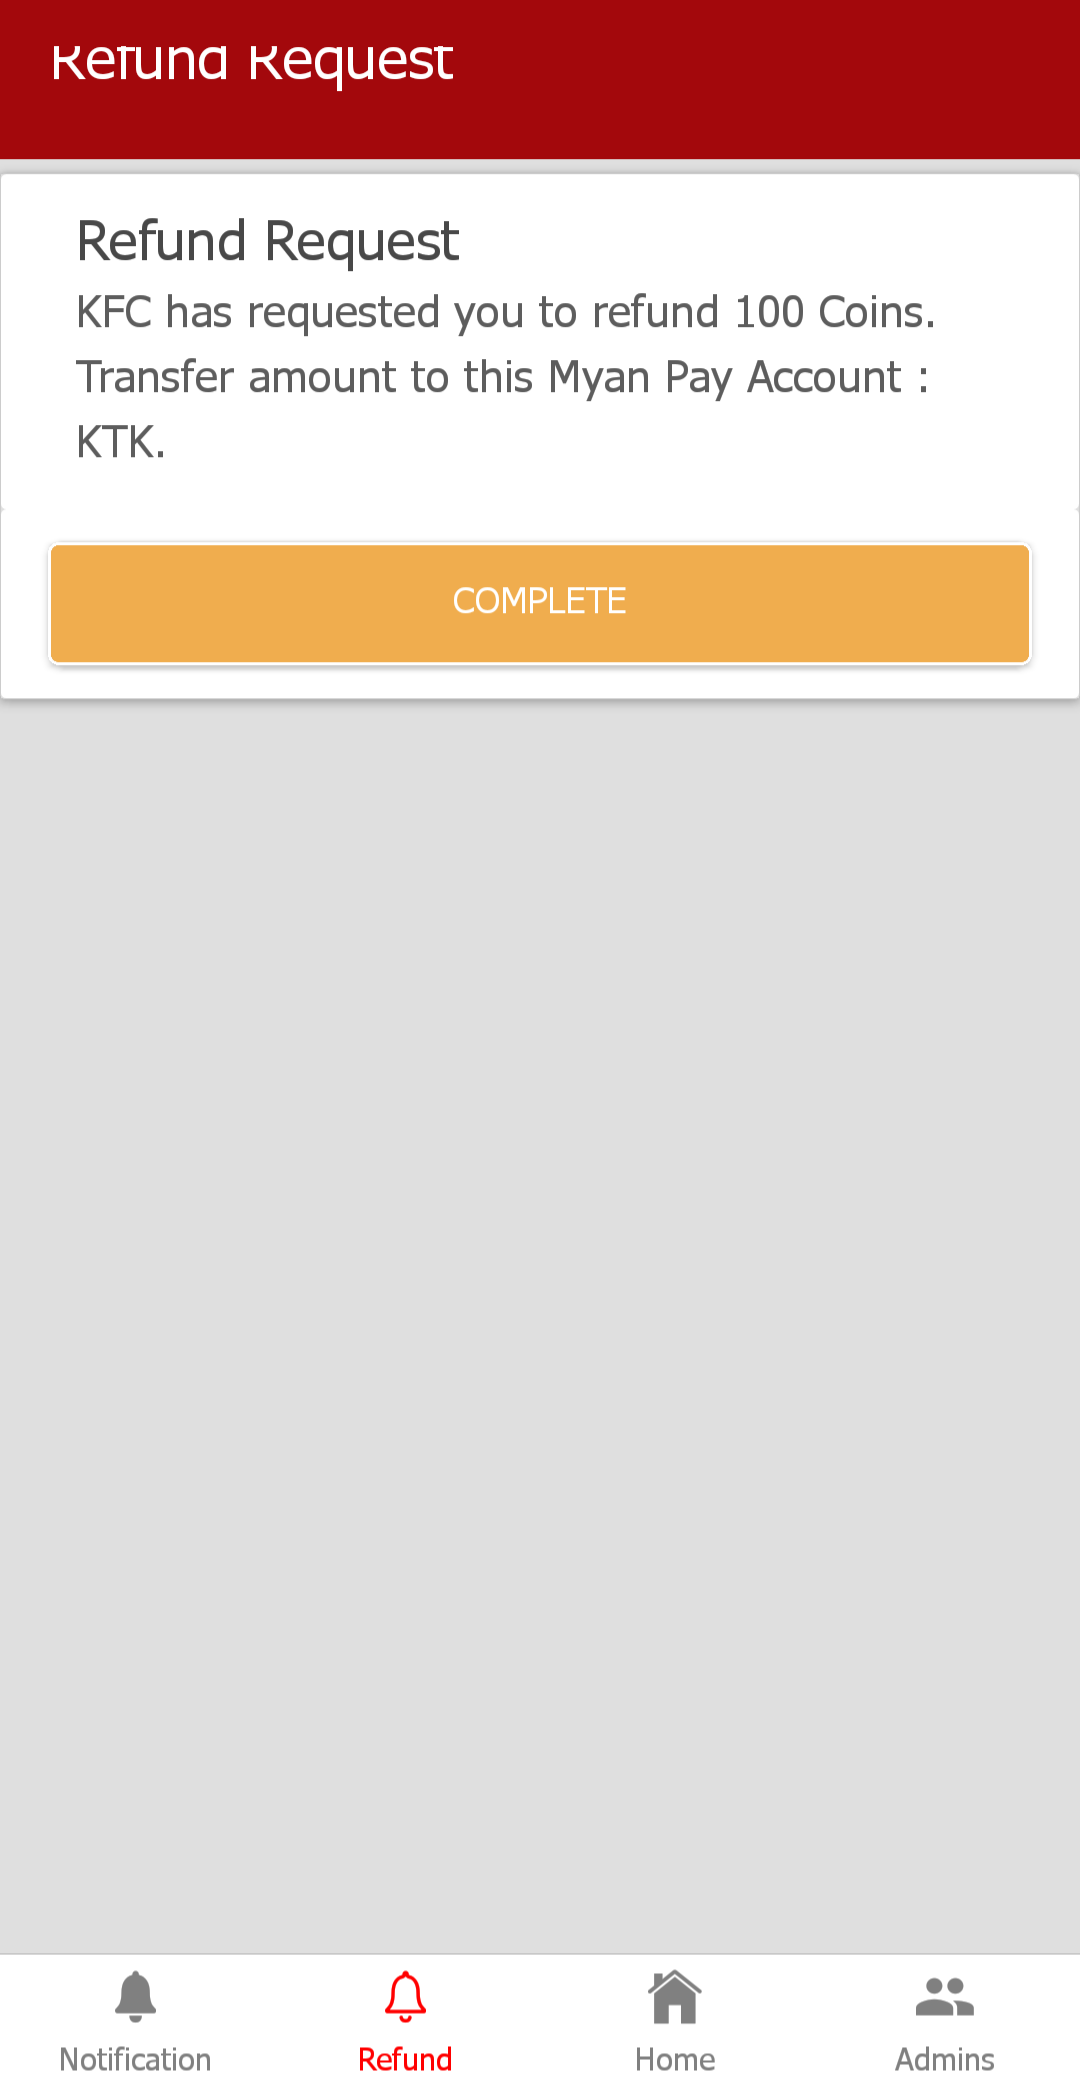 Refund Request
Refund Request
KFC has requested you to refund 100 Coins.
Transfer amount to this Myan Pay Account :
KTK.
COMPLETE
Notification
Refund
Home
Admins